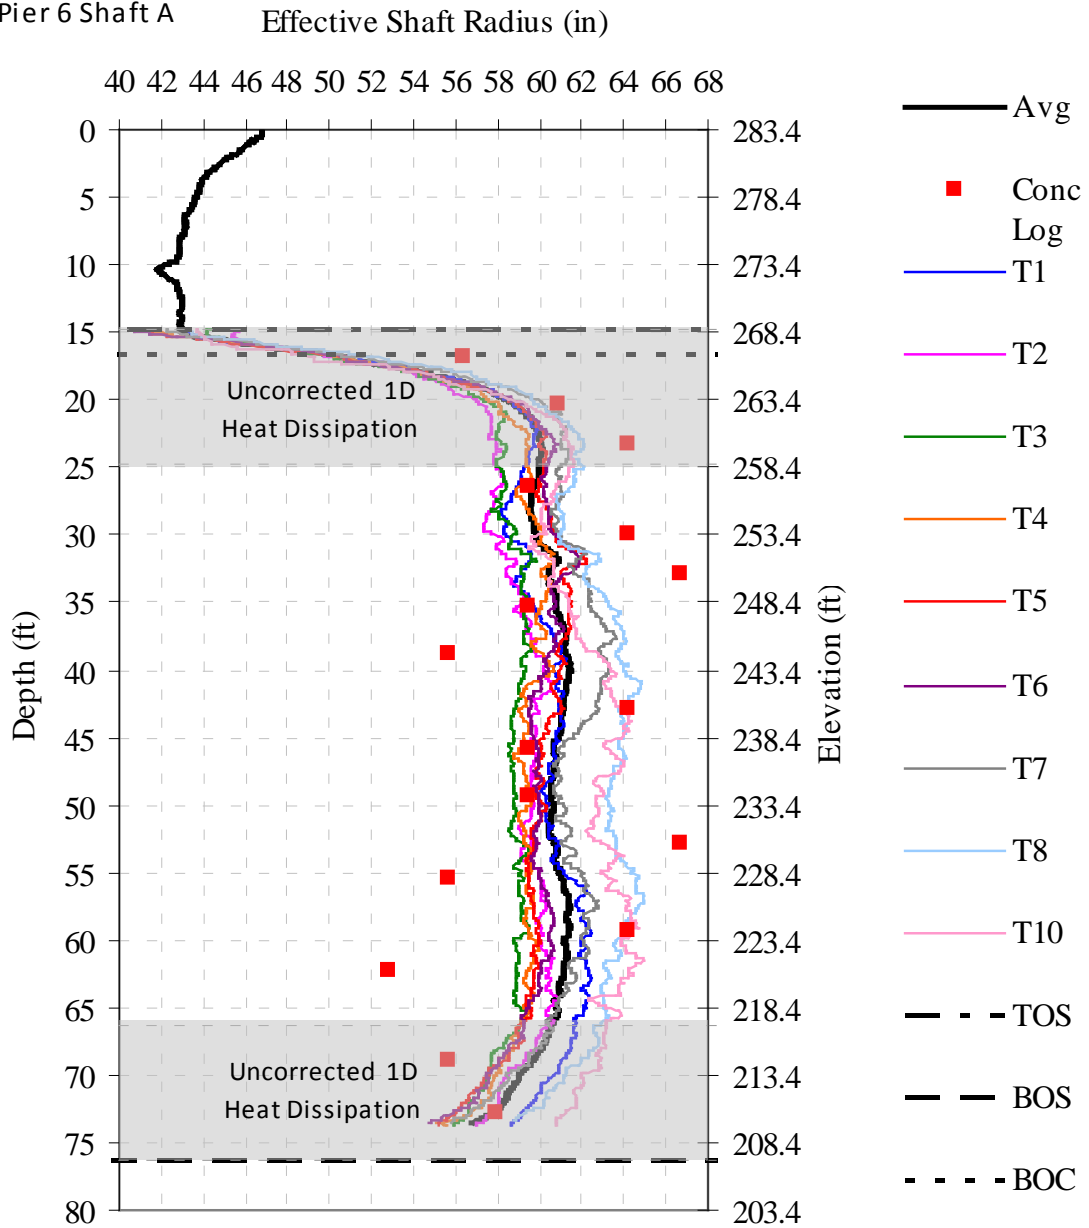 Pier 6 Shaft A
Effective Shaft Radius (in)
40 42 44 46 48 50 52 54 56 58 60 62 64 66 68
0
5
10
15
20
25
30
35
40
45
50
55
60
65
70
75
80
Depth (ft)
Uncorrected 1D
Heat Dissipation
Uncorrected 1D
Heat Dissipation
283.4
278.4
273.4
268.4
263.4
258.4
253.4
248.4
243.4
238.4
233.4
228.4
223.4
218.4
213.4
208.4
203.4
Elevation (ft)
Avg
Conc
Log
T1
T2
T3
T4
T5
T6
T7
T8
T10
TOS
BOS
BOC